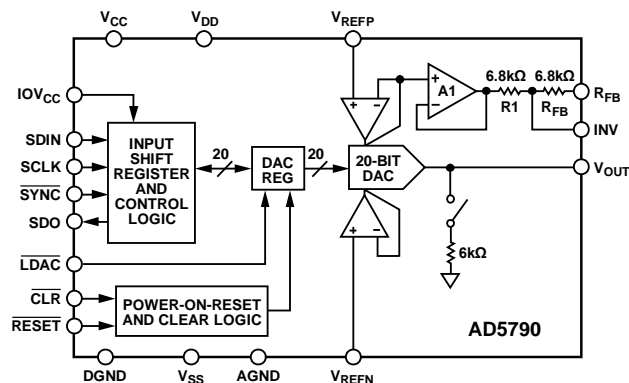 VCC
VDD
VREFP
IOVCC
SDIN
SCLK
SYNC
SDO
LDAC
CLR
RESET
INPUT
SHIFT
REGISTER
AND
CONTROL
LOGIC
20
DAC
REG
20
20-BIT
DAC
A1
6.8kΩ
R1
6.8kΩ
RFB
RFB
INV
VOUT
6kΩ
POWER-ON-RESET
AND CLEAR LOGIC
AD5790
DGND
VSS
AGND
VREFN